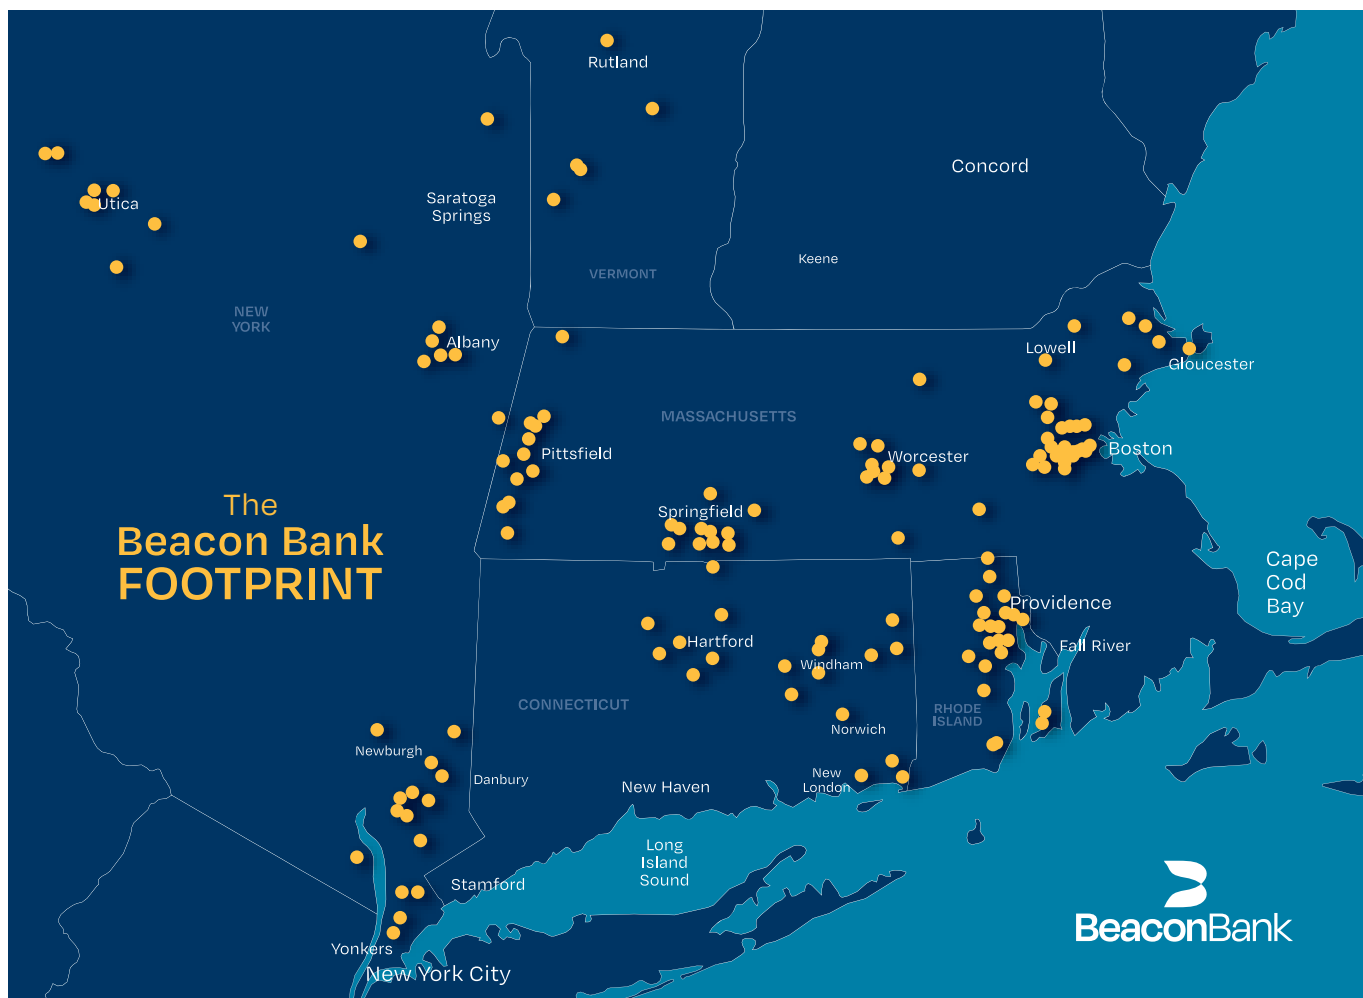 Rutland
Concord
Saratoga
Springs
Utica
Keene
VERMONT
NEW
YORK
Albany
Lowell
Gloucester
MASSACHUSETTS
Pittsfield
Worcester
Boston
The
Beacon Bank
FOOTPRINT
Springfield
Cape
Cod
Bay
Providence
Hartford
Fall River
Windham
CONNECTICUT
RHODE
ISLAND
Norwich
Newburgh
Danbury
New
London
New Haven
Long
Island
Sound
Stamford
Yonkers
New York City
BeaconBank